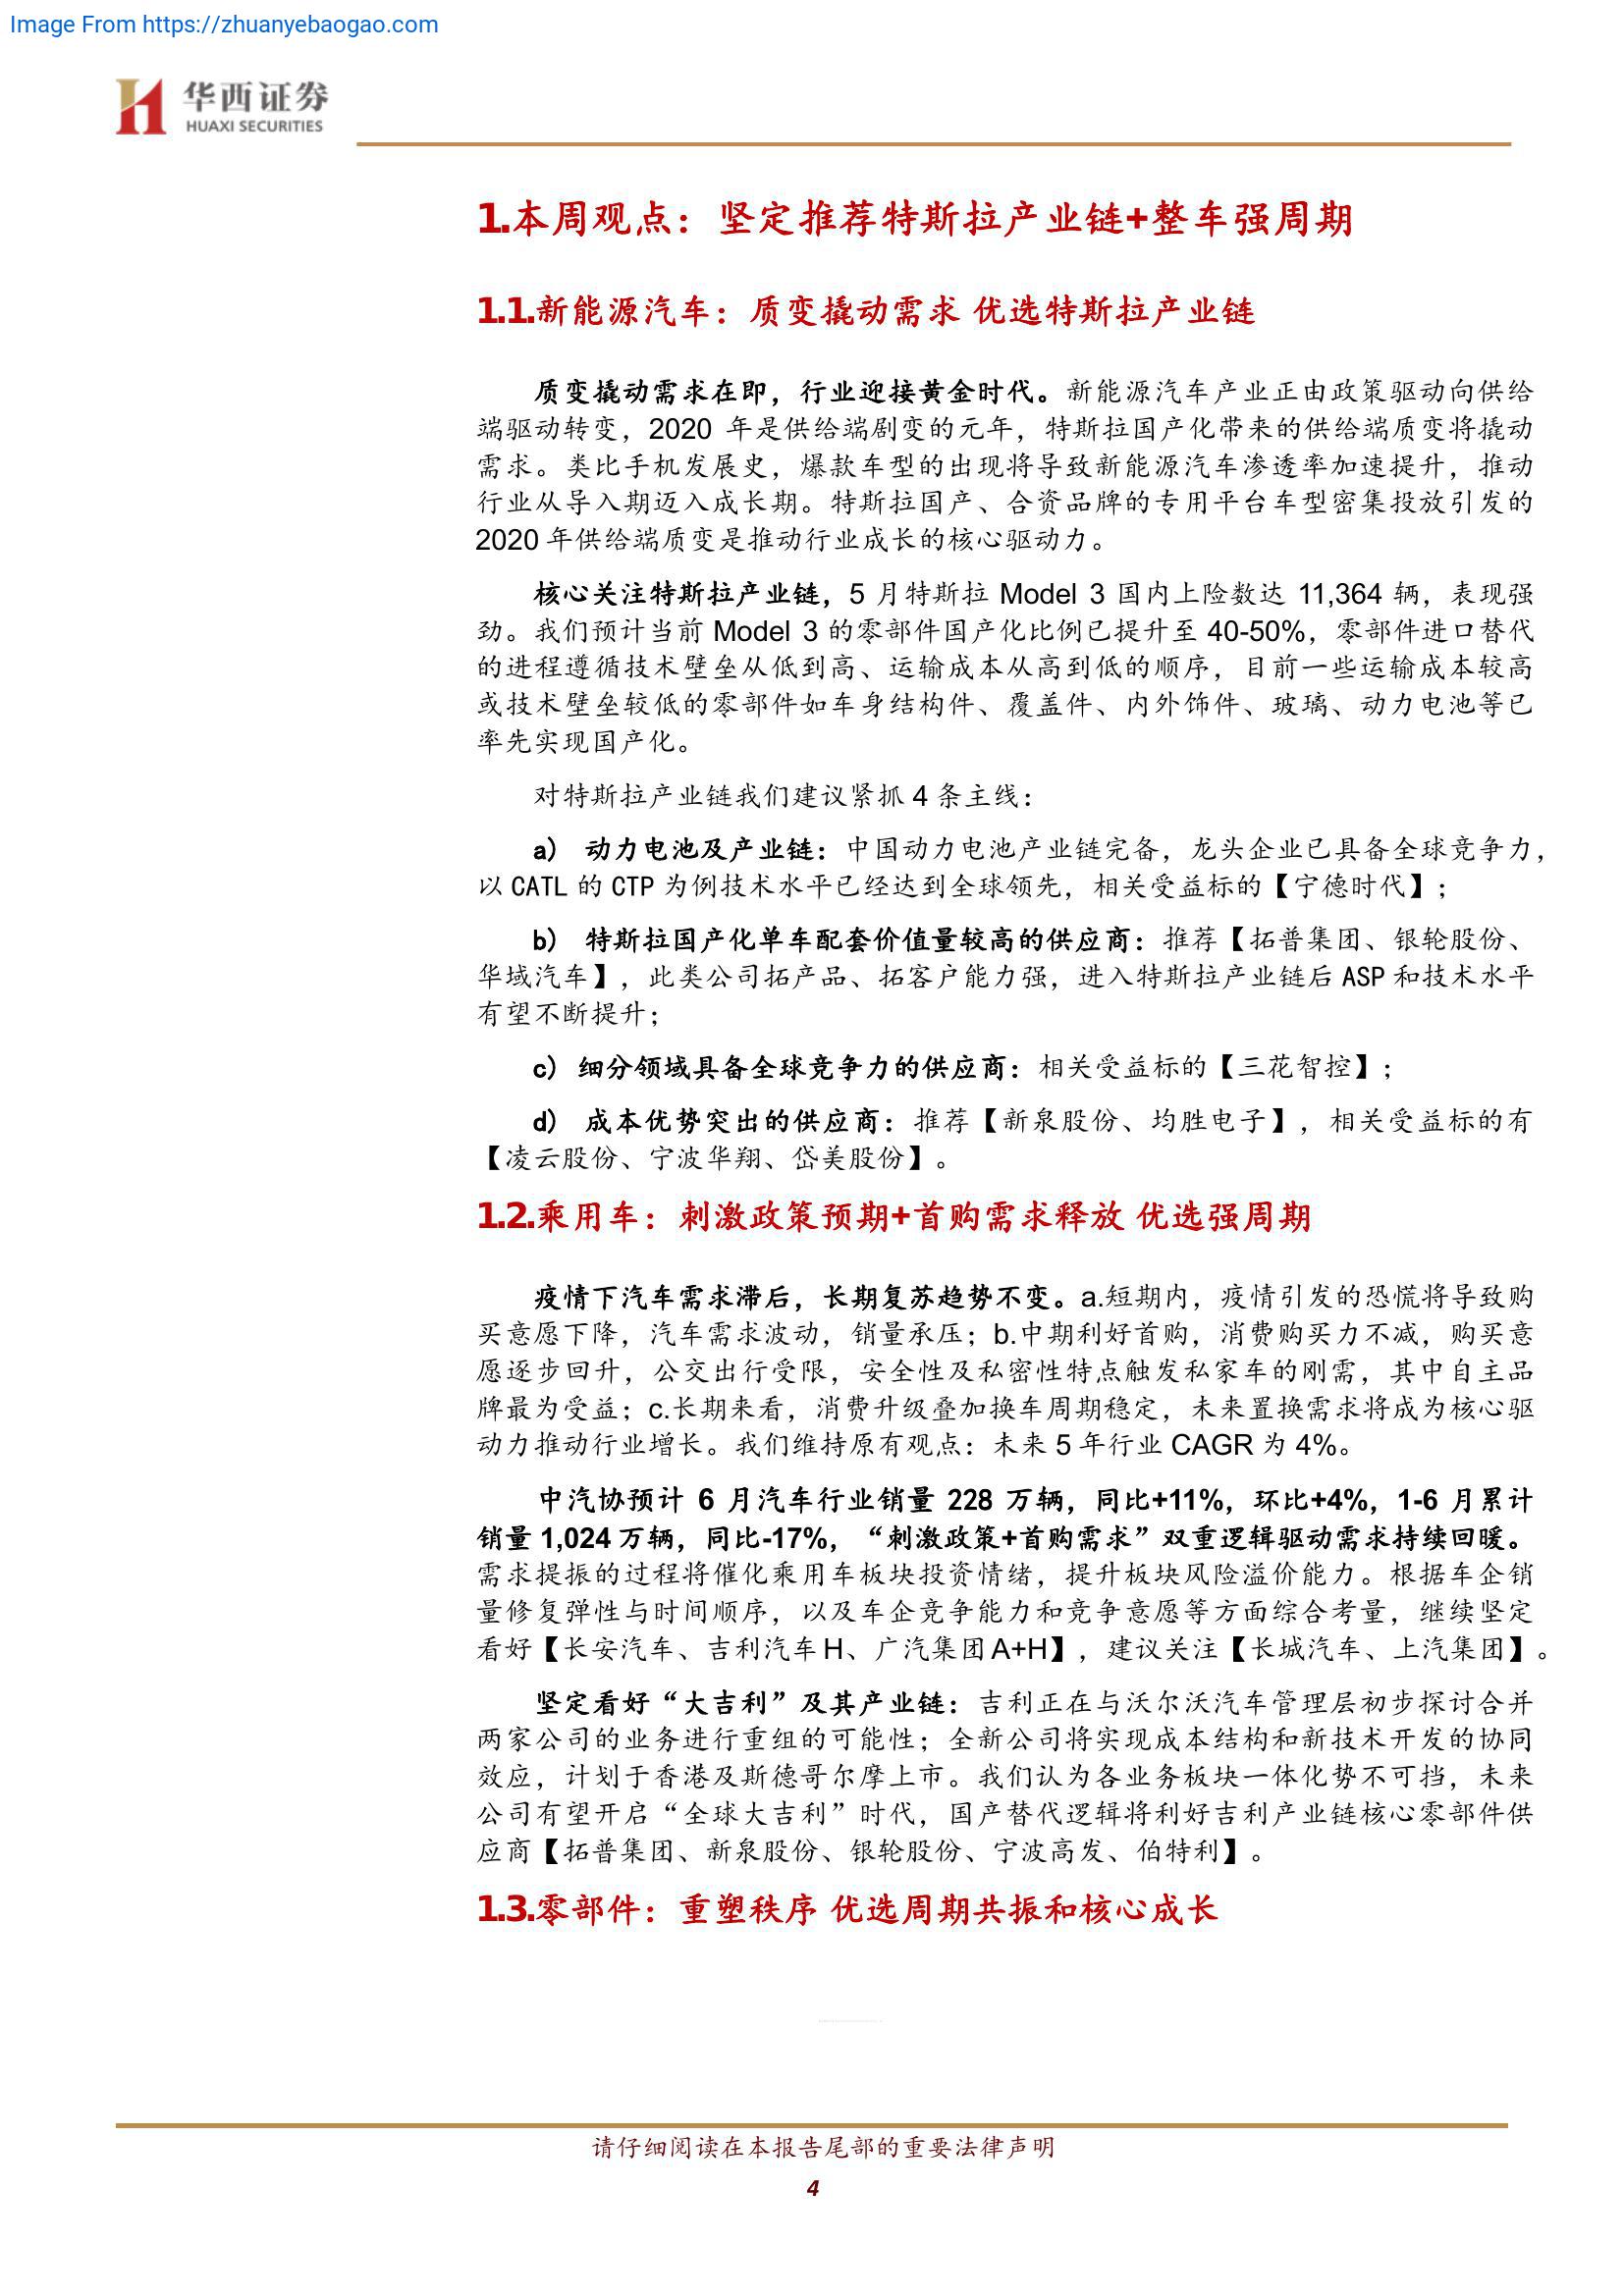 Image From https://zhuanyebaogao.com
华西证券
HUAXI SECURITIES
1.本周观点：坚定推荐特斯拉产业链+整车强周期
1.1.新能源汽车：质变撬动需求 优选特斯拉产业链
质变撬动需求在即，行业迎接黄金时代。新能源汽车产业正由政策驱动向供给
端驱动转变，2020 年是供给端剧变的元年，特斯拉国产化带来的供给端质变将撬动
需求。类比手机发展史，爆款车型的出现将导致新能源汽车渗透率加速提升，推动
行业从导入期迈入成长期。特斯拉国产、合资品牌的专用平台车型密集投放引发的
2020 年供给端质变是推动行业成长的核心驱动力。
核心关注特斯拉产业链，5 月特斯拉 Model 3 国内上险数达 11,364 辆，表现强
劲。我们预计当前 Model 3 的零部件国产化比例已提升至 40-50%，零部件进口替代
的进程遵循技术壁垒从低到高、运输成本从高到低的顺序，目前一些运输成本较高
或技术壁垒较低的零部件如车身结构件、覆盖件、内外饰件、玻璃、动力电池等已
率先实现国产化。
对特斯拉产业链我们建议紧抓 4 条主线：
a） 动力电池及产业链：中国动力电池产业链完备，龙头企业已具备全球竞争力，
以 CATL 的 CTP 为例技术水平已经达到全球领先，相关受益标的【宁德时代】；
b） 特斯拉国产化单车配套价值量较高的供应商：推荐【拓普集团、银轮股份、
华域汽车】，此类公司拓产品、拓客户能力强，进入特斯拉产业链后 ASP 和技术水平
有望不断提升；
c） 细分领域具备全球竞争力的供应商：相关受益标的【三花智控】；
d） 成本优势突出的供应商：推荐【新泉股份、均胜电子】，相关受益标的有
【凌云股份、宁波华翔、岱美股份】。
1.2.乘用车：刺激政策预期+首购需求释放 优选强周期
疫情下汽车需求滞后，长期复苏趋势不变。a.短期内，疫情引发的恐慌将导致购
买意愿下降，汽车需求波动，销量承压；b.中期利好首购，消费购买力不减，购买意
愿逐步回升，公交出行受限，安全性及私密性特点触发私家车的刚需，其中自主品
牌最为受益；c.长期来看，消费升级叠加换车周期稳定，未来置换需求将成为核心驱
动力推动行业增长。我们维持原有观点：未来 5 年行业 CAGR 为 4%。
中汽协预计 6 月汽车行业销量 228 万辆，同比+11%，环比+4%，1-6 月累计
销量 1,024 万辆，同比-17%，“刺激政策+首购需求”双重逻辑驱动需求持续回暖。
需求提振的过程将催化乘用车板块投资情绪，提升板块风险溢价能力。根据车企销
量修复弹性与时间顺序，以及车企竞争能力和竞争意愿等方面综合考量，继续坚定
看好【长安汽车、吉利汽车 H、广汽集团 A+H】，建议关注【长城汽车、上汽集团】。
坚定看好“大吉利”及其产业链：吉利正在与沃尔沃汽车管理层初步探讨合并
两家公司的业务进行重组的可能性；全新公司将实现成本结构和新技术开发的协同
效应，计划于香港及斯德哥尔摩上市。我们认为各业务板块一体化势不可挡，未来
公司有望开启“全球大吉利”时代，国产替代逻辑将利好吉利产业链核心零部件供
应商【拓普集团、新泉股份、银轮股份、宁波高发、伯特利】。
1.3.零部件：重塑秩序 优选周期共振和核心成长
请仔细阅读在本报告尾部的重要法律声明
4